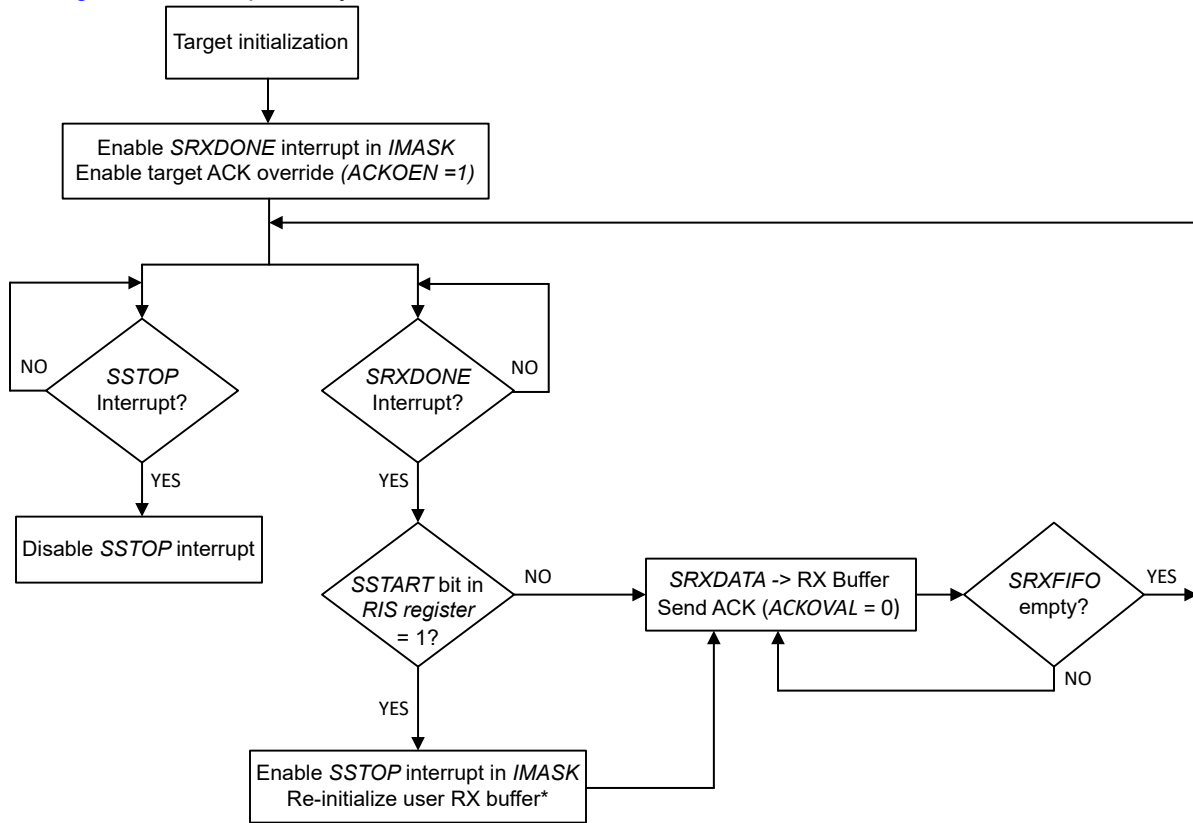 Target initialization
Enable SRXDONE interrupt in IMASK
Enable target ACK override (ACKOEN =1)
NO
SSTOP
Interrupt?
YES
Disable SSTOP interrupt
SRXDONE
Interrupt?
NO
YES
SSTART bit in
RIS register
= 1?
NO
YES
Enable SSTOP interrupt in IMASK
Re-initialize user RX buffer*
SRXDATA -> RX Buffer
Send ACK (ACKOVAL = 0)
SRXFIFO
empty?
YES
NO